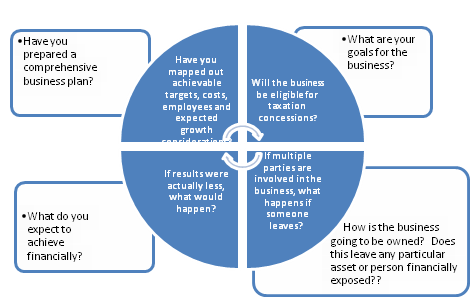 •Have you
prepared a
comprehensive
business plan?
Have you
mapped out
achievable
targets, costs,
employees and
expected
growth
considerations?
Will the business
be eligible for
taxation
concessions?
•What are your
goals for the
business?
•What do you
expect to
achieve
financially?
If results were
actually less,
what would
happen?
If multiple
parties are
involved in the
business, what
happens if
someone
leaves?
How is the business
going to be owned? Does
this leave any particular
asset or person financially
exposed??